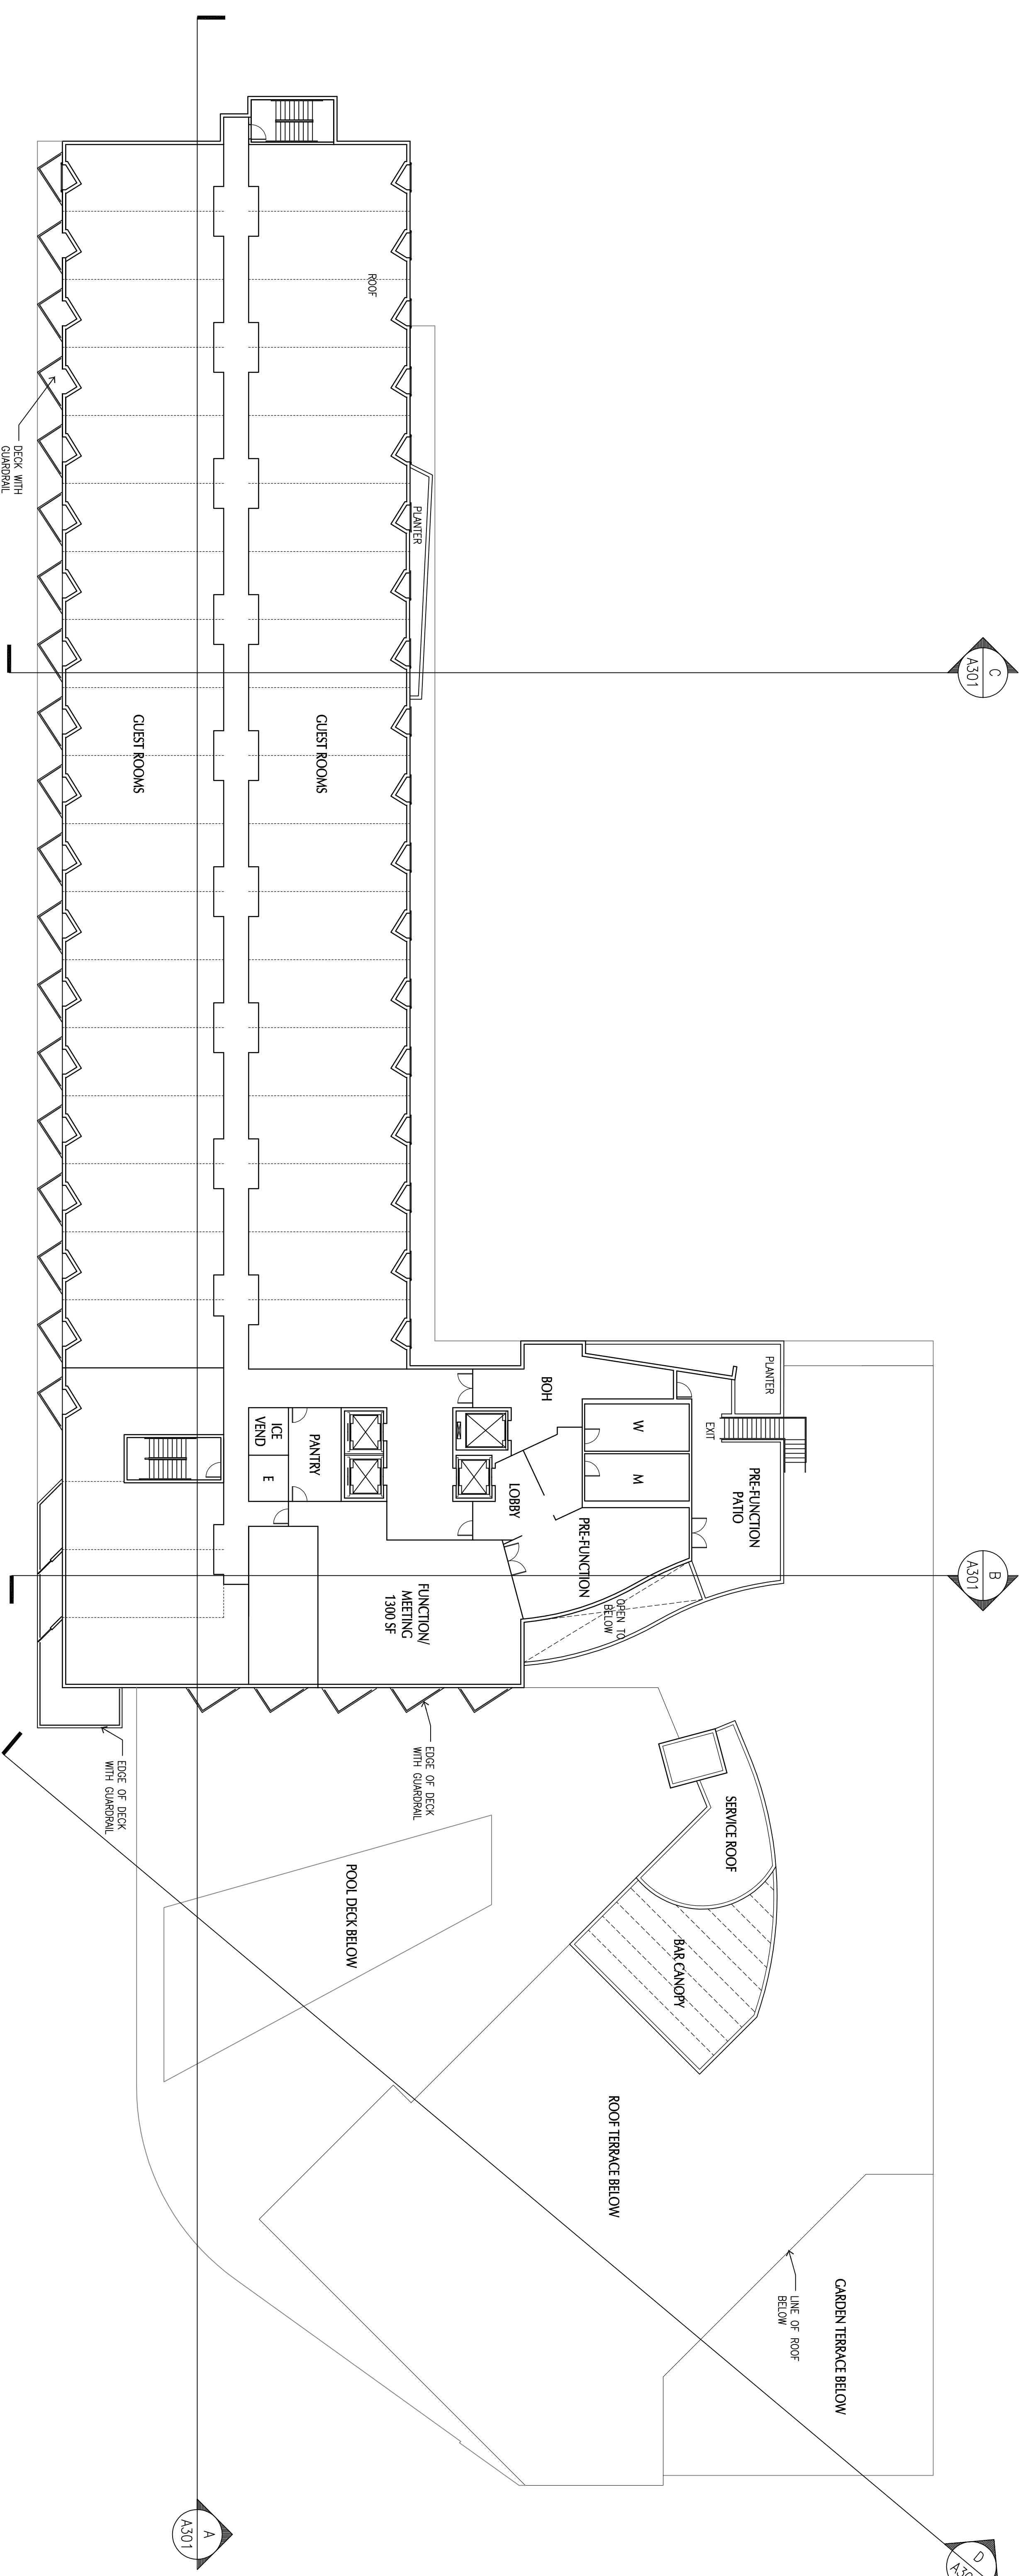 ROOF
DECK WITH
GUARDRAIL
PLANTER
C
A301
GUEST ROOMS
GUEST ROOMS
PLANTER
BOH
EXIT
W
M
ICE
VEND
E
PANTRY
LOBBY
PRE-FUNCTION
PRE-FUNCTION
PATIO
B
A301
OPEN TO
BELOW
FUNCTION/
MEETING
1300 SF
EDGE OF DECK
WITH GUARDRAIL
EDGE OF DECK
WITH GUARDRAIL
SERVICE ROOF
BAR CANOPY
POOL DECK BELOW
ROOF TERRACE BELOW
LINE OF ROOF
BELOW
GARDEN TERRACE BELOW
A
A301
D